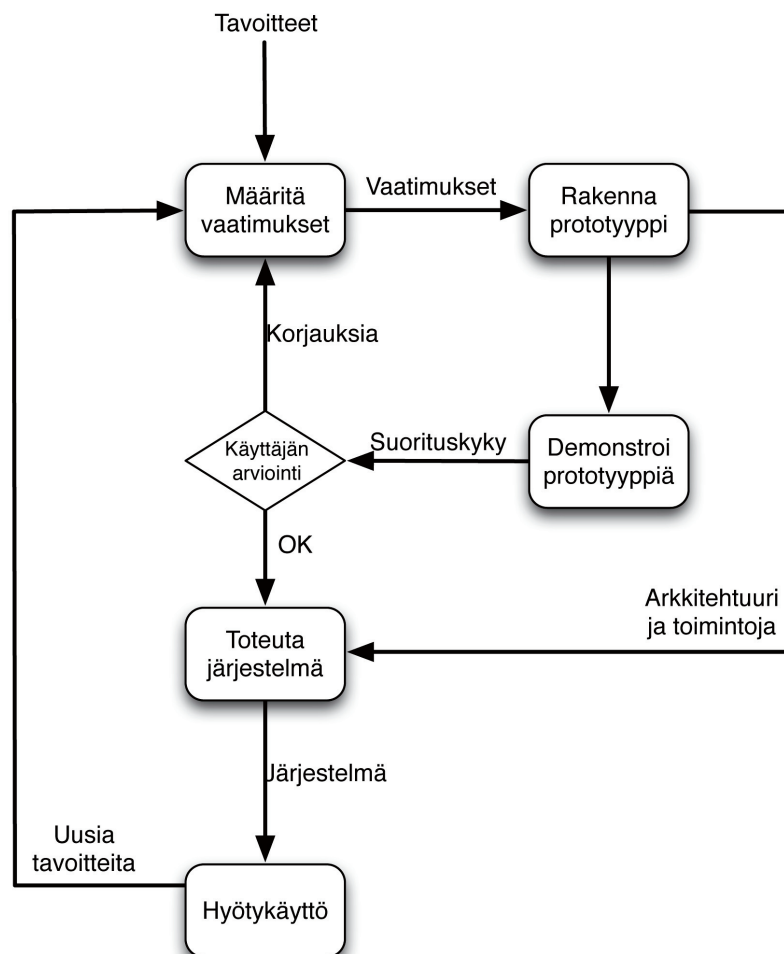 Tavoitteet
Määritä
vaatimukset
Vaatimukset
Rakenna
prototyyppi
Korjauksia
Käyttäjän
arviointi
Suorituskyky
Demonstroi
prototyyppiä
OK
Arkkitehtuuri
ja toimintoja
Toteuta
järjestelmä
Järjestelmä
Uusia
tavoitteita
Hyötykäyttö